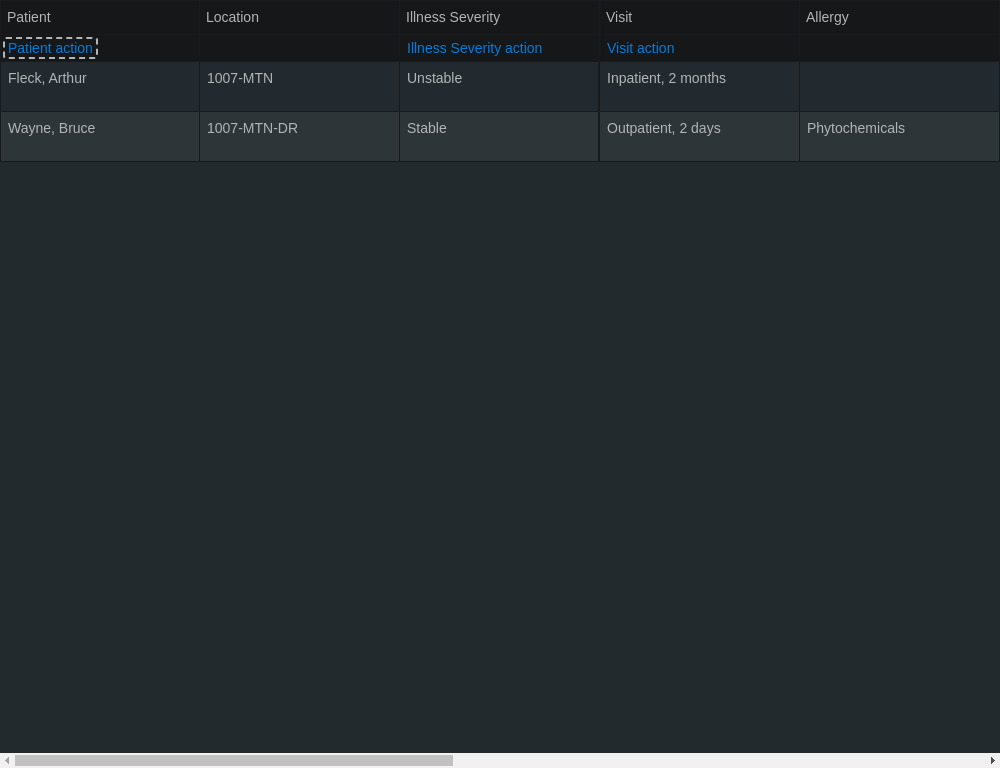 Patient Location Illness Severity Visit Allergy
Patient action Illness Severity action Visit action
Fleck, Arthur 1007-MTN Unstable Inpatient, 2 months
Wayne, Bruce 1007-MTN-DR Stable Outpatient, 2 days Phytochemicals